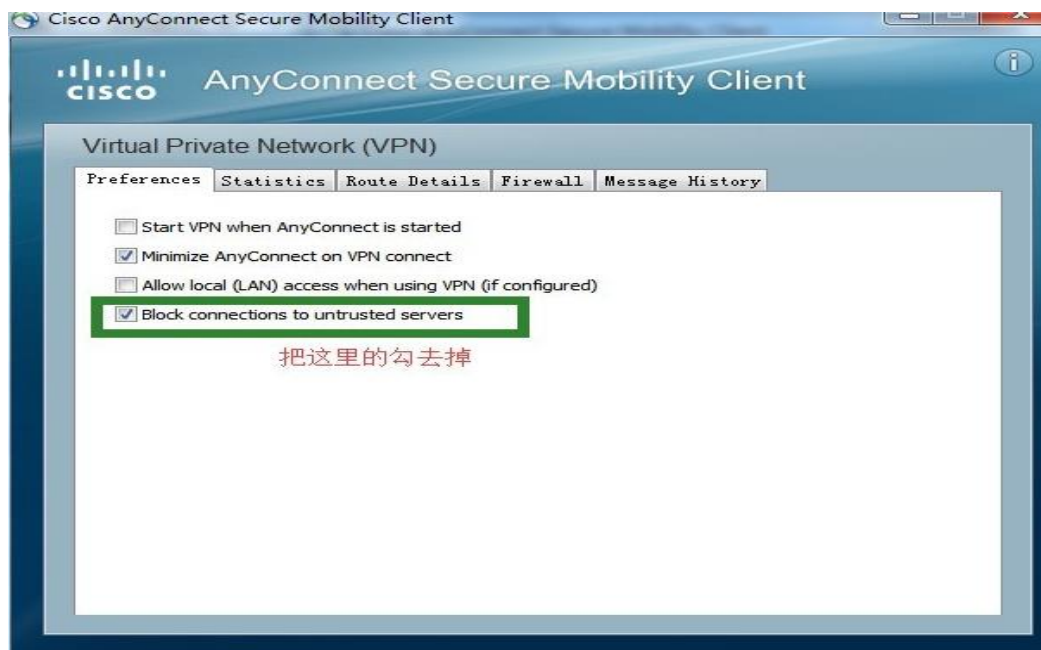 Cisco AnyConnect Secure Mobility Client
CISCO AnyConnect Secure Mobility Client
Virtual Private Network (VPN)
Preferences Statistics Route Details Firewall Message History
Start VPN when AnyConnect is started
Minimize AnyConnect on VPN connect
Allow local (LAN) access when using VPN (if configured)
Block connections to untrusted servers
把这里的勾去掉